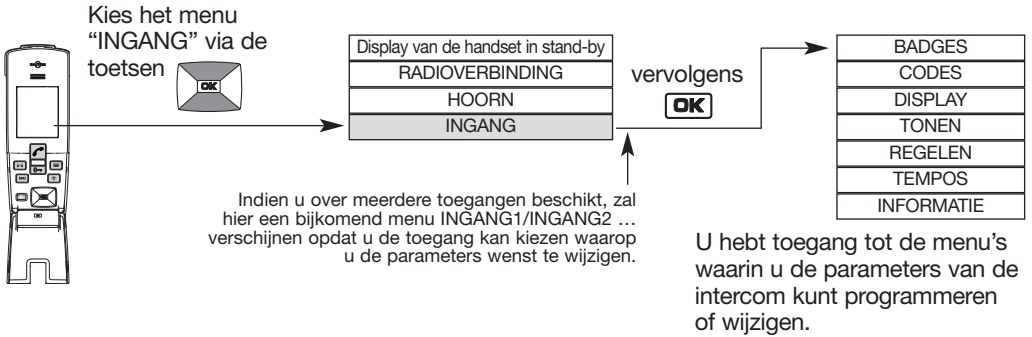 Kies het menu
“INGANG” via de
toetsen
OK
Display van de handset in stand-by
RADIOVERBINDING
HOORN
INGANG
vervolgens
OK
Indien u over meerdere toegangen beschikt, zal
hier een bijkomend menu INGANG1/INGANG2 …
verschijnen opdat u de toegang kan kiezen waarop
u de parameters wenst te wijzigen.
BADGES
CODES
DISPLAY
TONEN
REGELEN
TEMPOS
INFORMATIE
U hebt toegang tot de menu’s
waarin u de parameters van de
intercom kunt programmeren
of wijzigen.